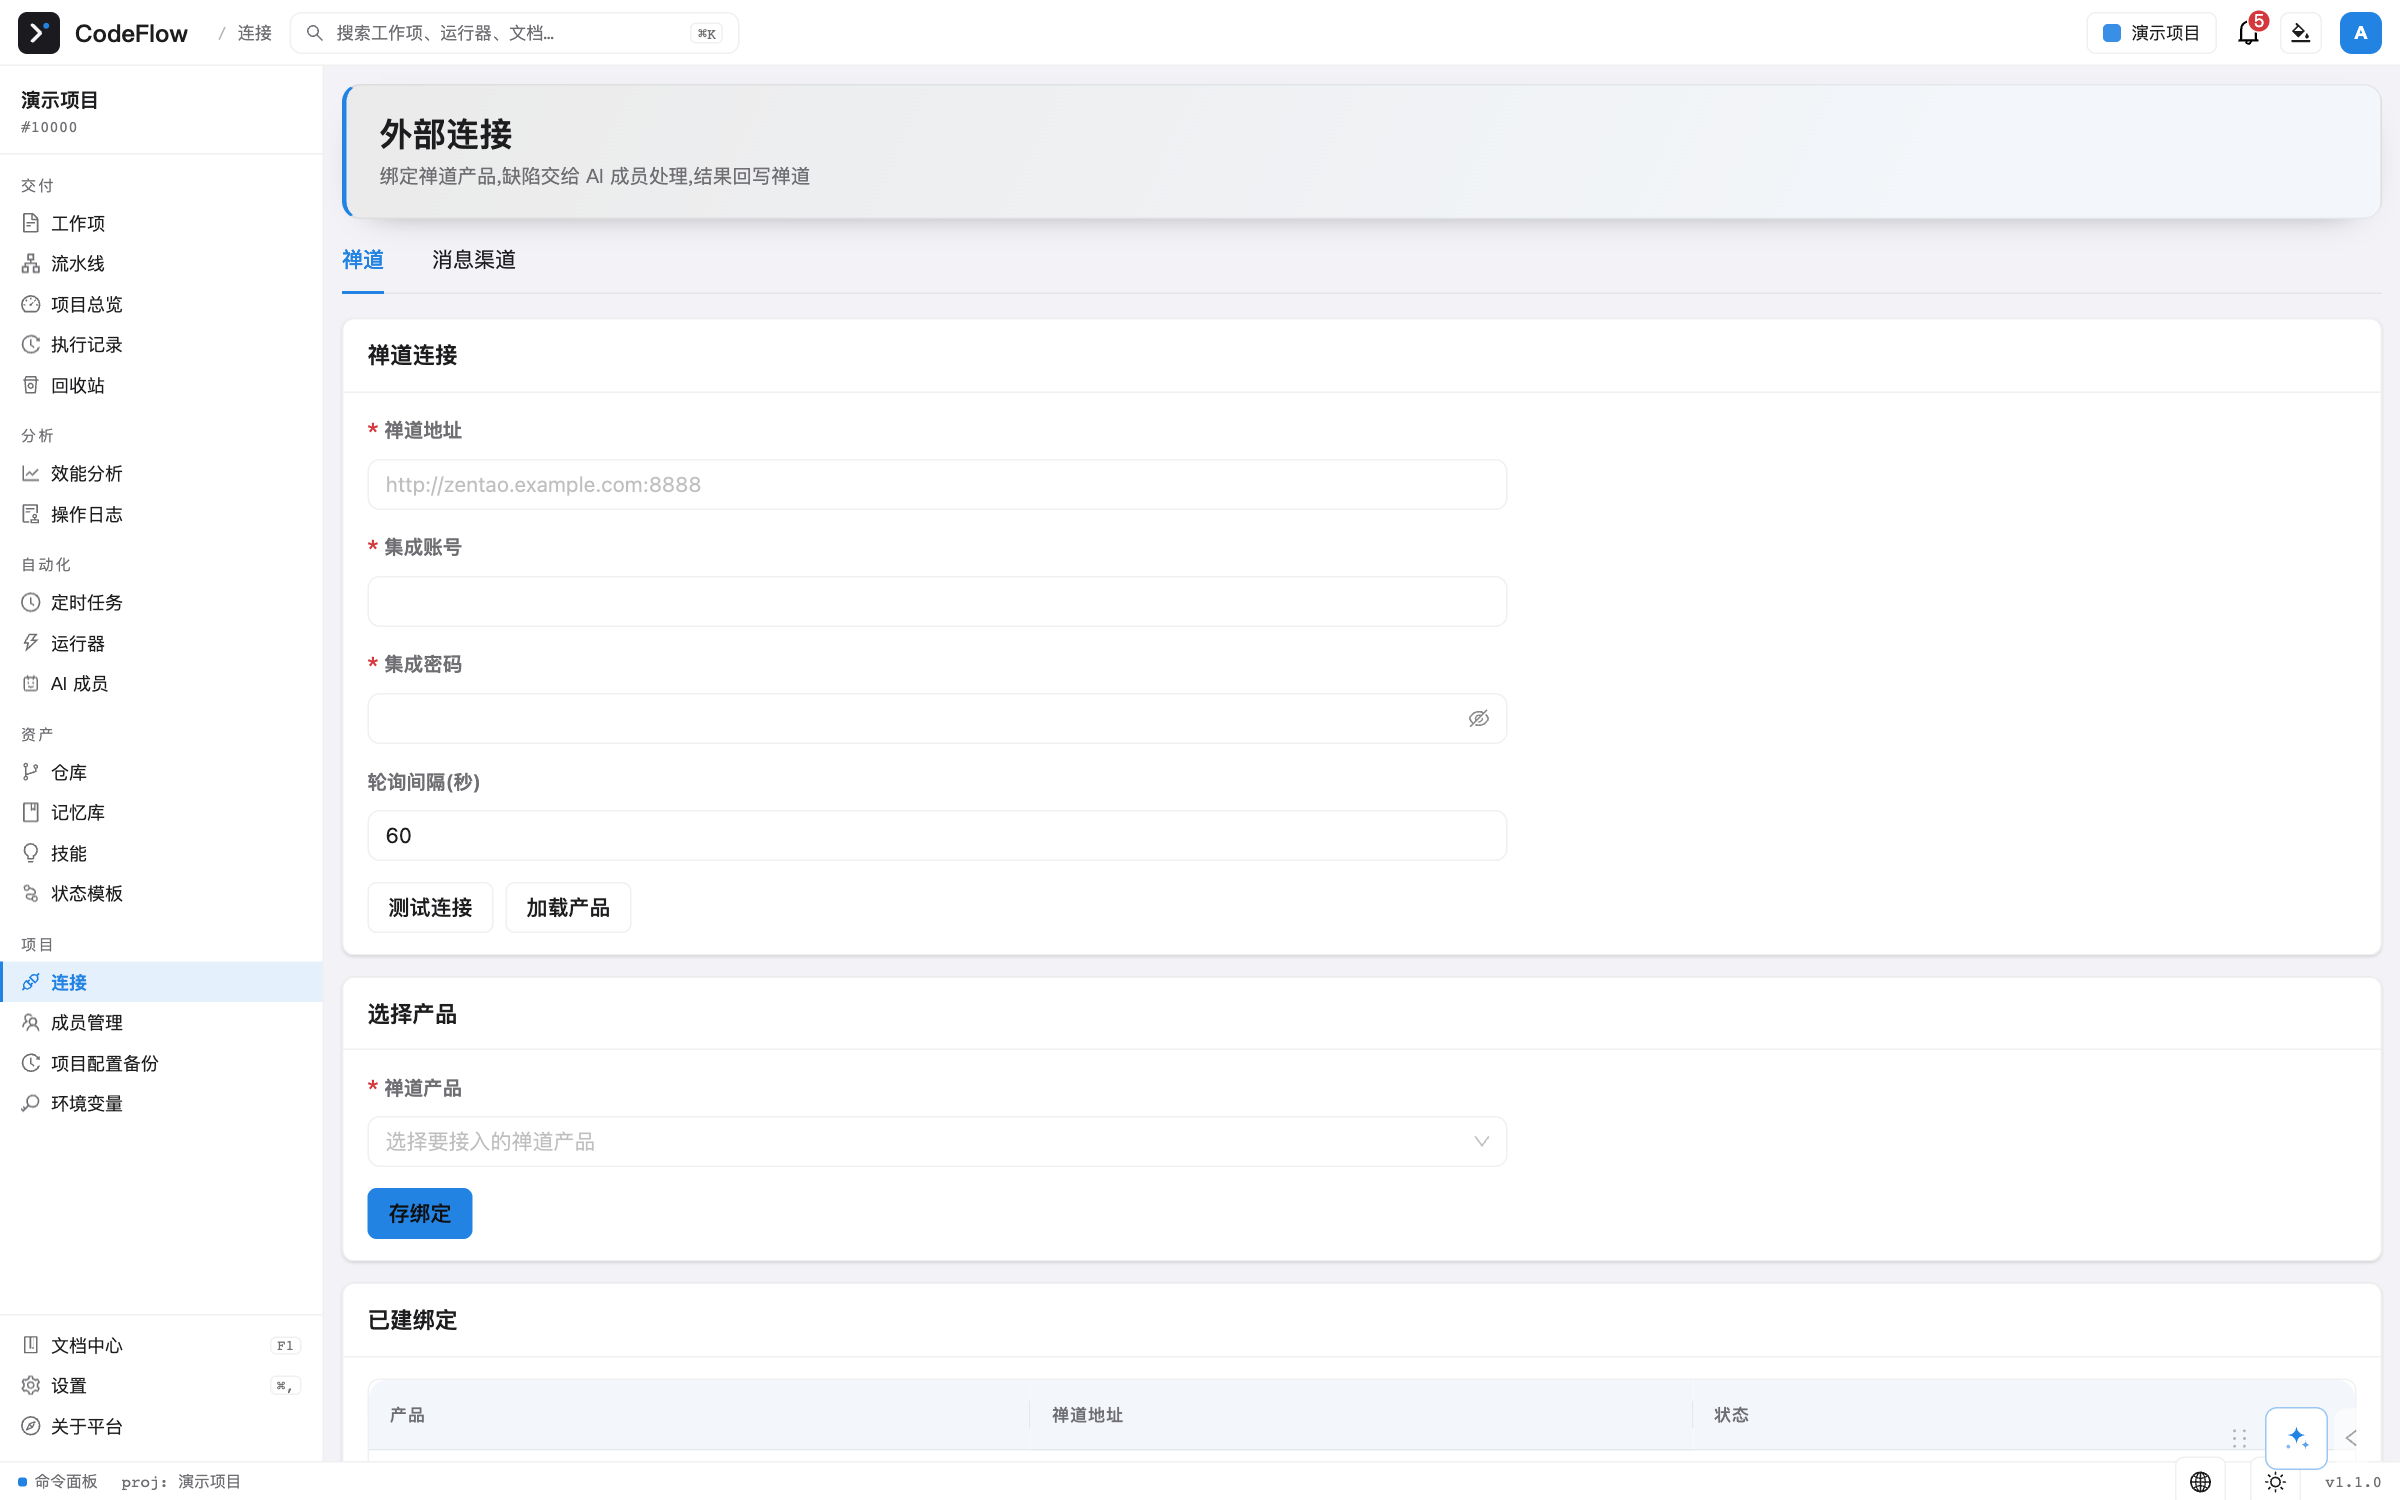 CodeFlow / 连接 搜索工作项、运行器、文档... ⌘K 演示项目 5 A
演示项目
#10000
交付
工作项
流水线
项目总览
执行记录
回收站
分析
效能分析
操作日志
自动化
定时任务
运行器
AI 成员
资产
仓库
记忆库
技能
状态模板
项目
连接
成员管理
项目配置备份
环境变量
文档中心 F1
设置 ⌘,
关于平台
外部连接
绑定禅道产品,缺陷交给 AI 成员处理,结果回写禅道
禅道 消息渠道
禅道连接
* 禅道地址
http://zentao.example.com:8888
* 集成账号
* 集成密码
轮询间隔(秒)
60
测试连接 加载产品
选择产品
* 禅道产品
选择要接入的禅道产品
存绑定
已建绑定
产品 禅道地址 状态
命令面板 proj: 演示项目 v1.1.0